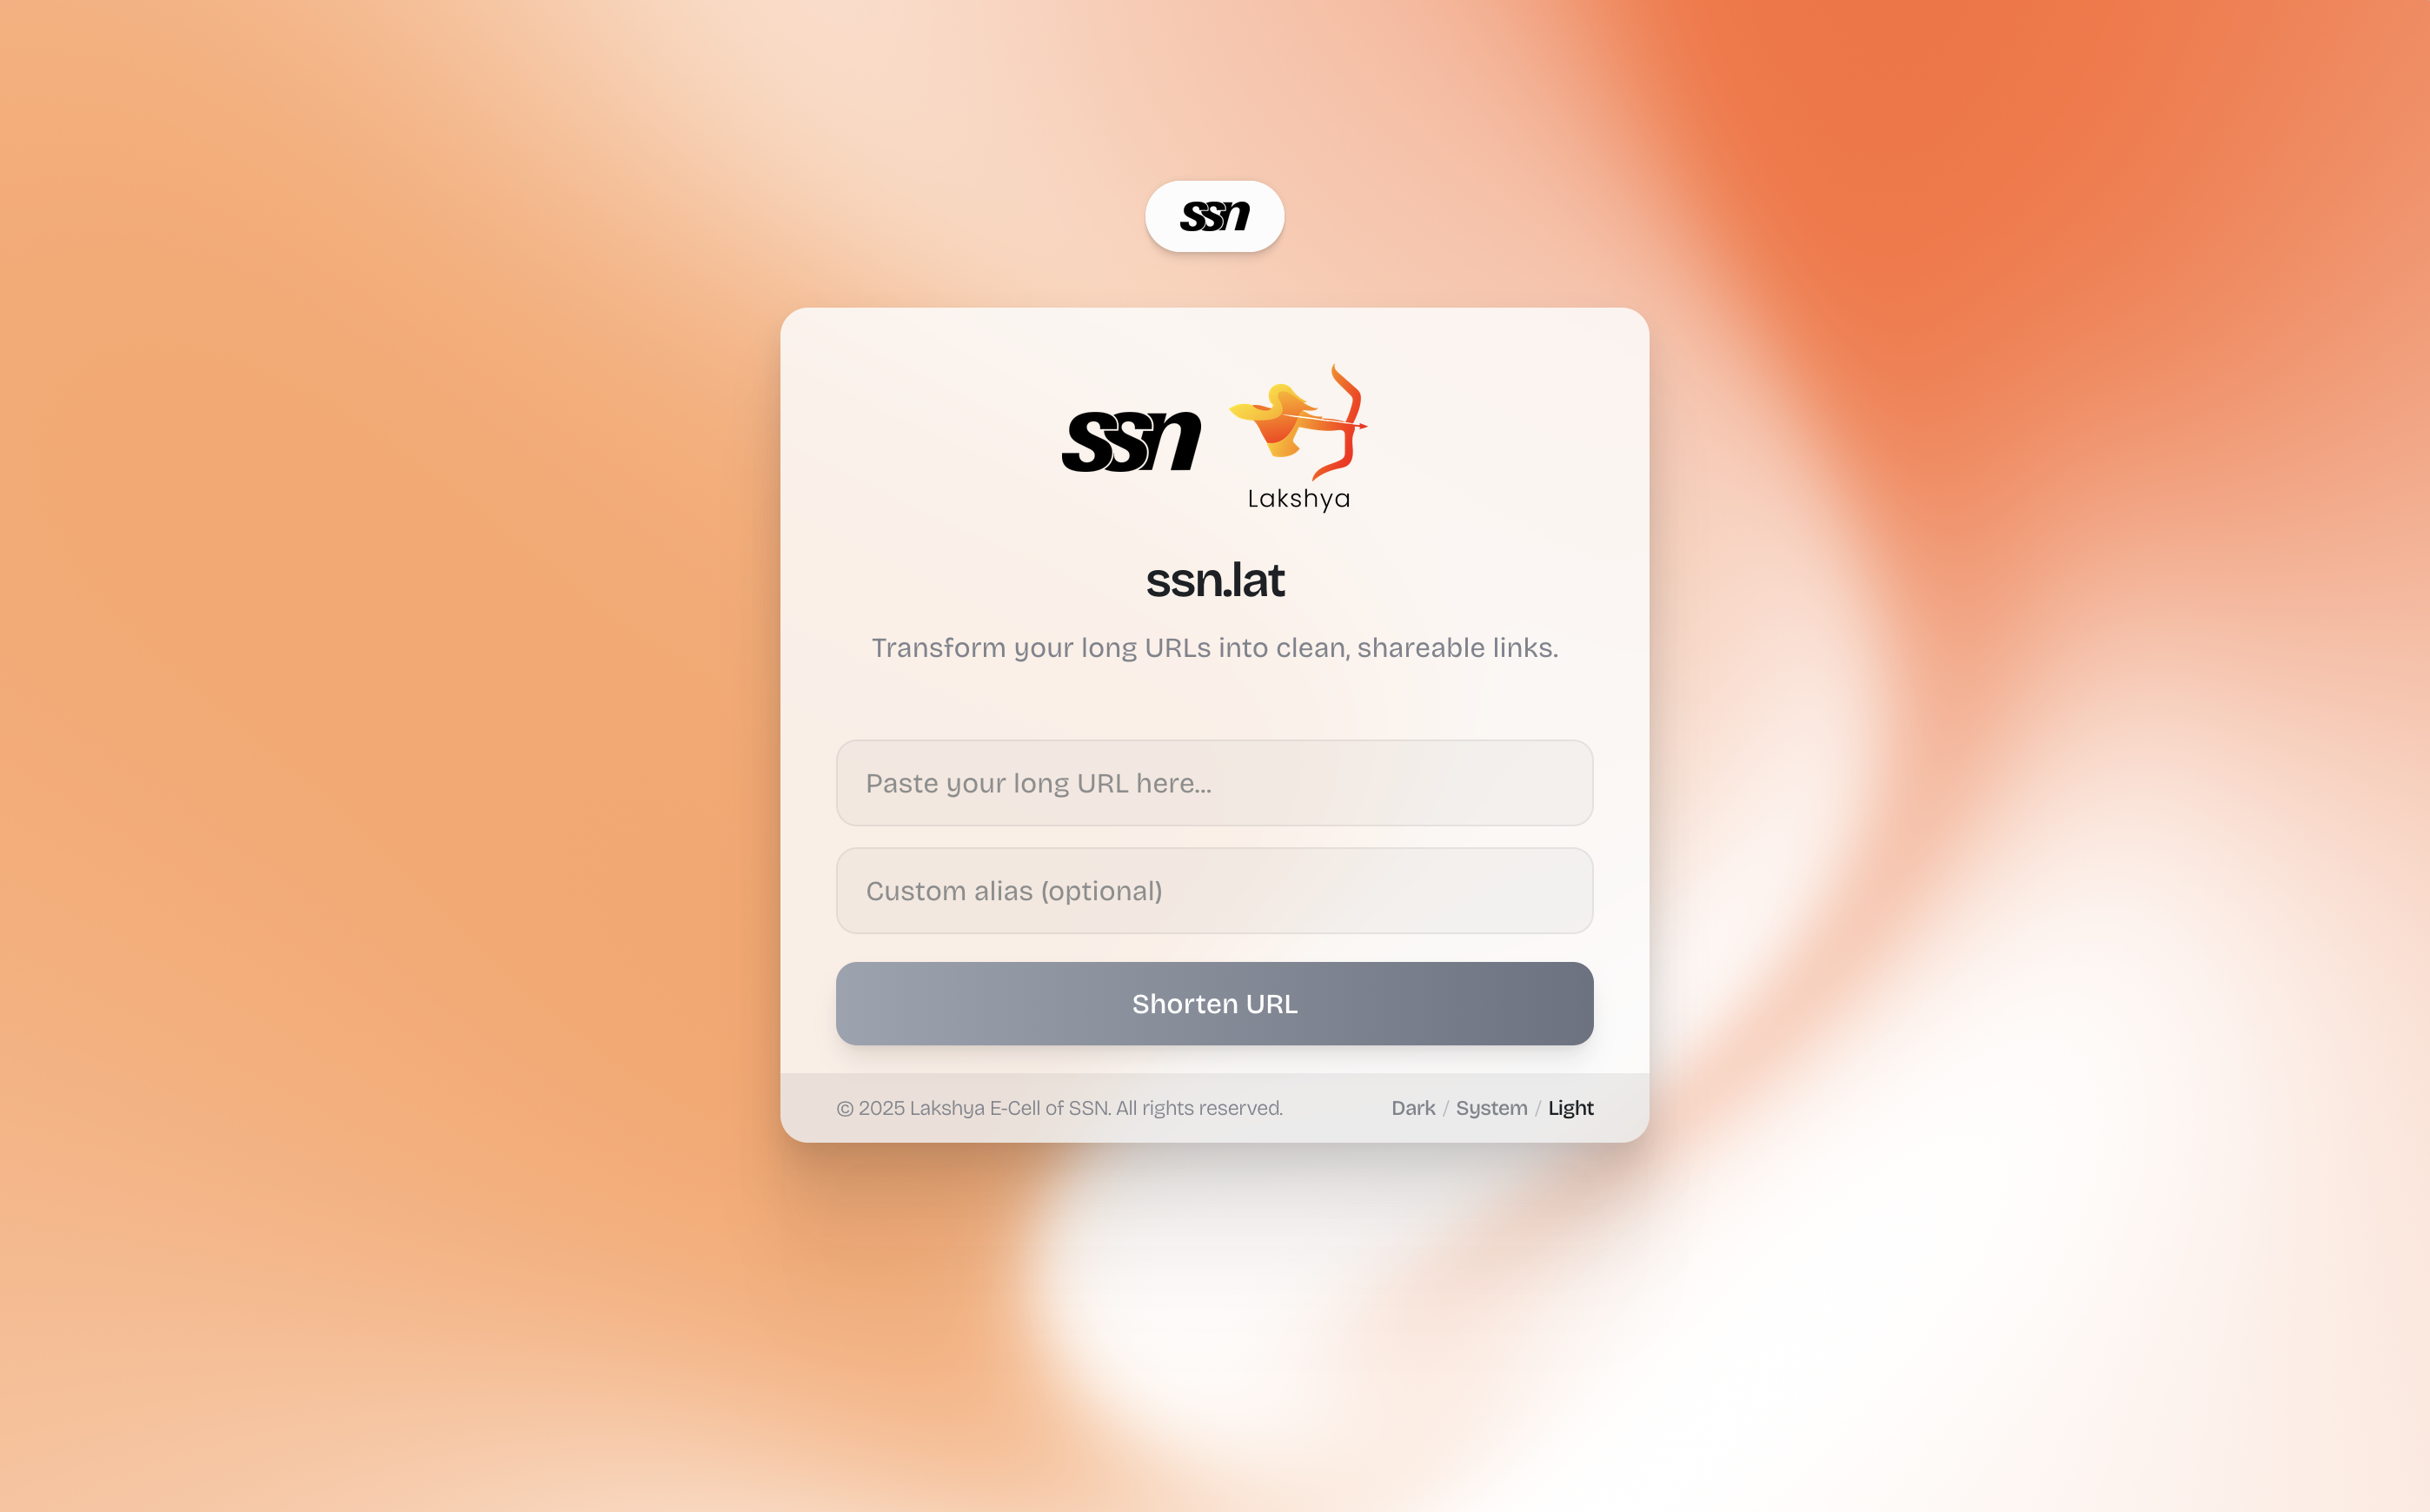 ssn
ssn
Lakshya
ssn.lat
Transform your long URLs into clean, shareable links.
Paste your long URL here...
Custom alias (optional)
Shorten URL
© 2025 Lakshya E-Cell of SSN. All rights reserved.
Dark / System / Light